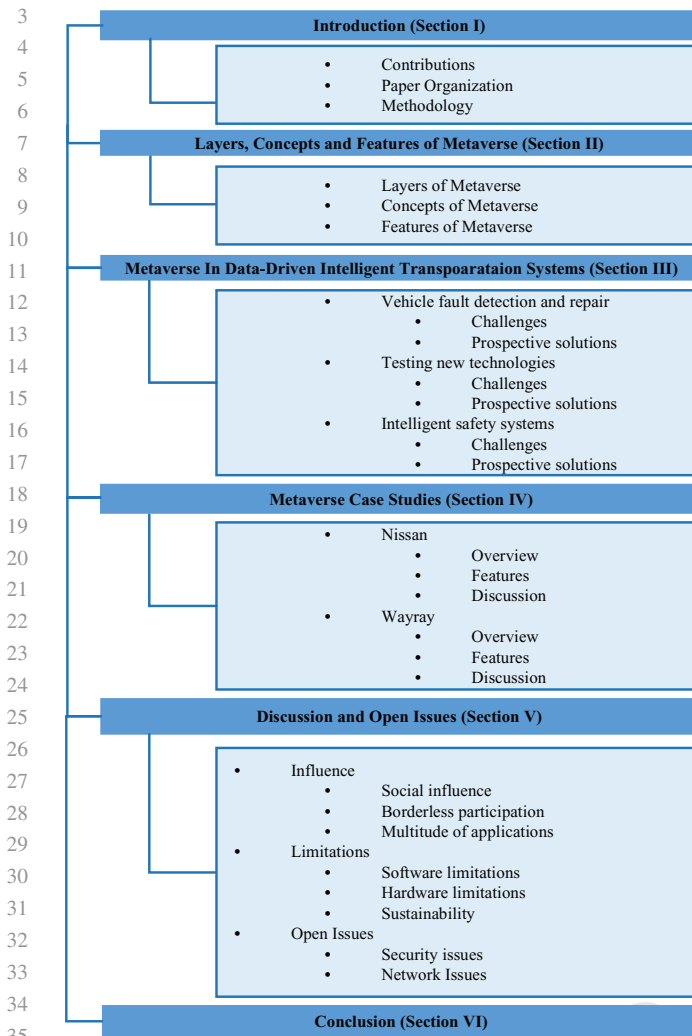 3
Introduction (Section I)
4
• Contributions
5
• Paper Organization
6
• Methodology
7
Layers, Concepts and Features of Metaverse (Section II)
8
• Layers of Metaverse
9
• Concepts of Metaverse
10
• Features of Metaverse
11
Metaverse In Data-Driven Intelligent Transpoarataion Systems (Section III)
12
• Vehicle fault detection and repair
• Challenges
13
• Prospective solutions
14
• Testing new technologies
• Challenges
15
• Prospective solutions
16
• Intelligent safety systems
• Challenges
17
• Prospective solutions
18
Metaverse Case Studies (Section IV)
19
• Nissan
20
• Overview
21
• Features
• Discussion
22
• Wayray
23
• Overview
• Features
24
• Discussion
25
Discussion and Open Issues (Section V)
26
• Influence
27
• Social influence
28
• Borderless participation
• Multitude of applications
29
• Limitations
30
• Software limitations
• Hardware limitations
31
• Sustainability
32
• Open Issues
• Security issues
33
• Network Issues
34
Conclusion (Section VI)
35